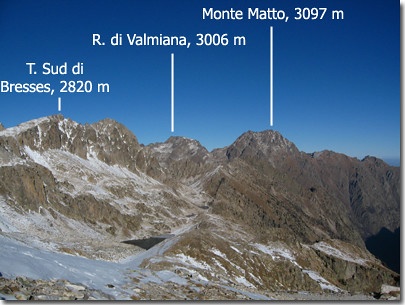 Monte Matto, 3097 m
R. di Valmiana, 3006 m
T. Sud di
Bresses, 2820 m